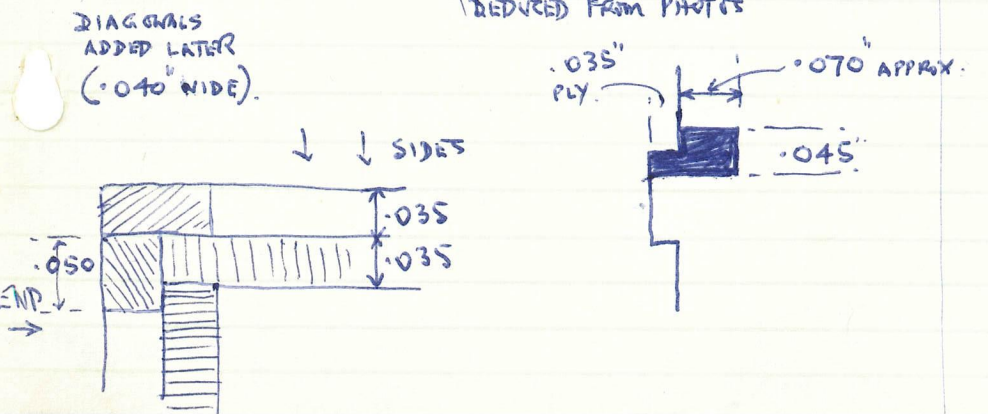 DEDUCED FROM PHOTOS
DIAGONALS
ADDED LATER
(.040" WIDE).
.035"
PLY.
.070" APPROX.
.045"
SIDES
.035
.050
.035
END